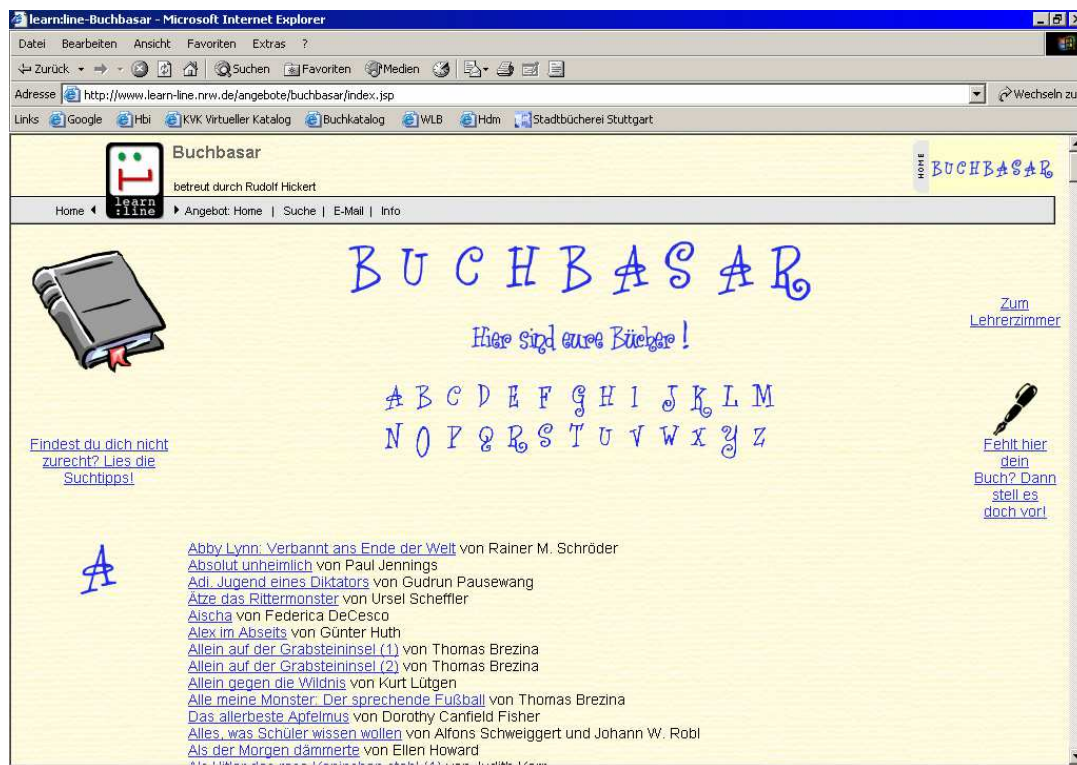 learn:line-Buchbasar - Microsoft Internet Explorer
Datei Bearbeiten Ansicht Favoriten Extras ?
Zurück Suchen Favoriten Medien
Adresse http://www.learn-line.nrw.de/angebote/buchbasar/index.jsp Wechseln zu
Links Google Hbi KVK Virtueller Katalog Buchkatalog WLB Hdm Stadtbücherei Stuttgart
Buchbasar
betreut durch Rudolf Hickert
HOME
BUCHBASAR
learn
:line
Home Angebot: Home | Suche | E-Mail | Info
BUCHBASAR
Hier sind eure Bücher!
A B C D E F G H I J K L M
N O P Q R S T U V W X Y Z
Zum
Lehrerzimmer
Findest du dich nicht
zurecht? Lies die
Suchtipps!
Fehlt hier
dein
Buch? Dann
stell es
doch vor!
A
Abby Lynn: Verbannt ans Ende der Welt von Rainer M. Schröder
Absolut unheimlich von Paul Jennings
Adi. Jugend eines Diktators von Gudrun Pausewang
Ätze das Rittermonster von Ursel Scheffler
Aischa von Federica DeCesco
Alex im Abseits von Günter Huth
Allein auf der Grabsteininsel (1) von Thomas Brezina
Allein auf der Grabsteininsel (2) von Thomas Brezina
Allein gegen die Wildnis von Kurt Lütgen
Alle meine Monster: Der sprechende Fußball von Thomas Brezina
Das allerbeste Apfelmus von Dorothy Canfield Fisher
Alles, was Schüler wissen wollen von Alfons Schweiggert und Johann W. Robl
Als der Morgen dämmerte von Ellen Howard